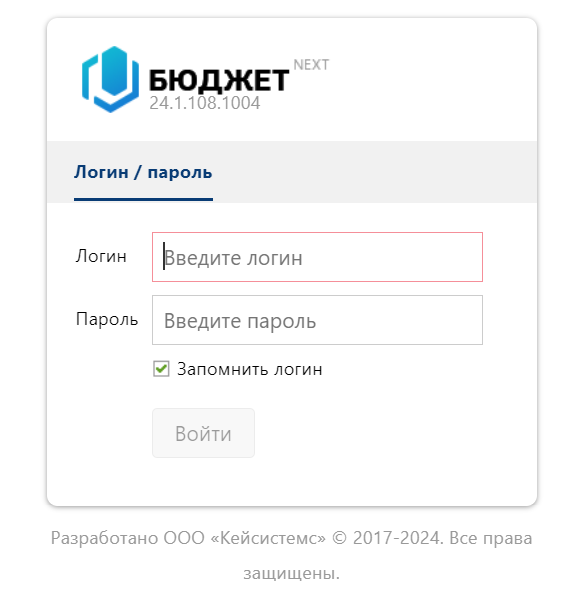 БЮДЖЕТ NEXT
24.1.108.1004
Логин / пароль
Логин
Введите логин
Пароль
Введите пароль
Запомнить логин
Войти
Разработано ООО «Кейсистемс» © 2017-2024. Все права
защищены.